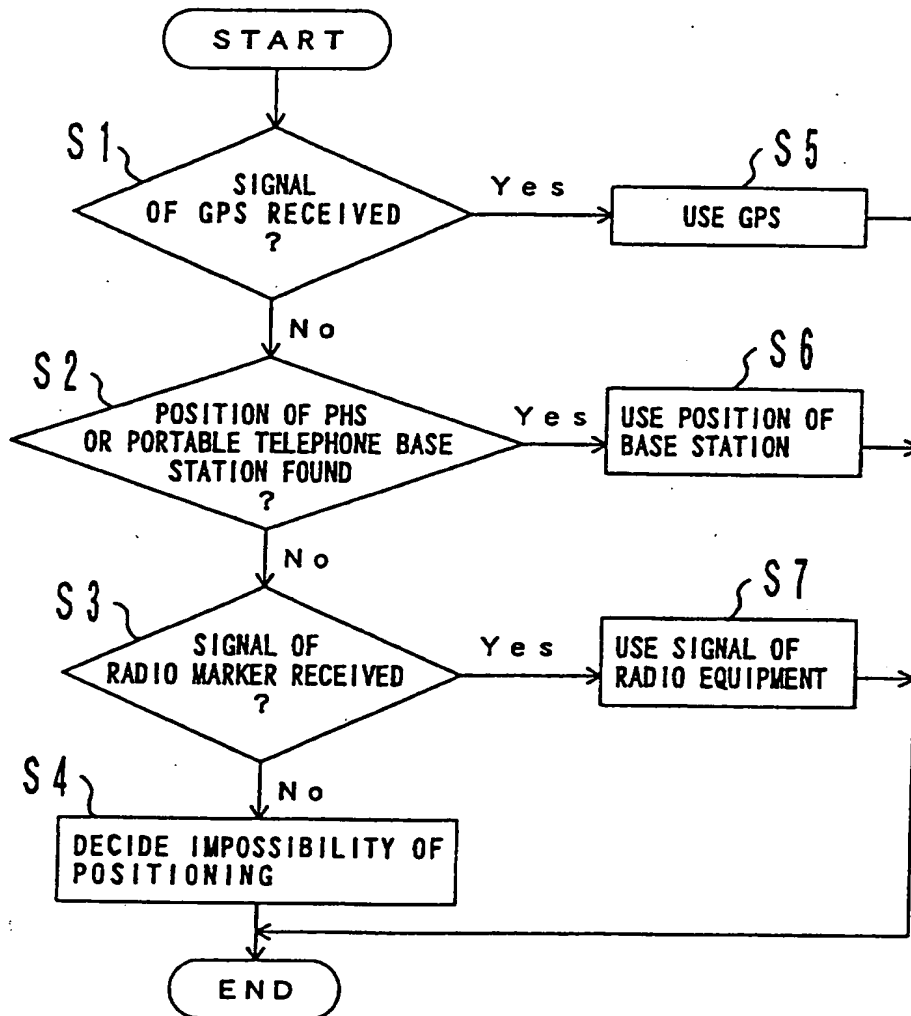 START
S1
SIGNAL
OF GPS RECEIVED
?
Yes
S5
USE GPS
No
S2
POSITION OF PHS
OR PORTABLE TELEPHONE BASE
STATION FOUND
?
Yes
S6
USE POSITION OF
BASE STATION
No
S3
SIGNAL OF
RADIO MARKER RECEIVED
?
Yes
S7
USE SIGNAL OF
RADIO EQUIPMENT
No
S4
DECIDE IMPOSSIBILITY OF
POSITIONING
END